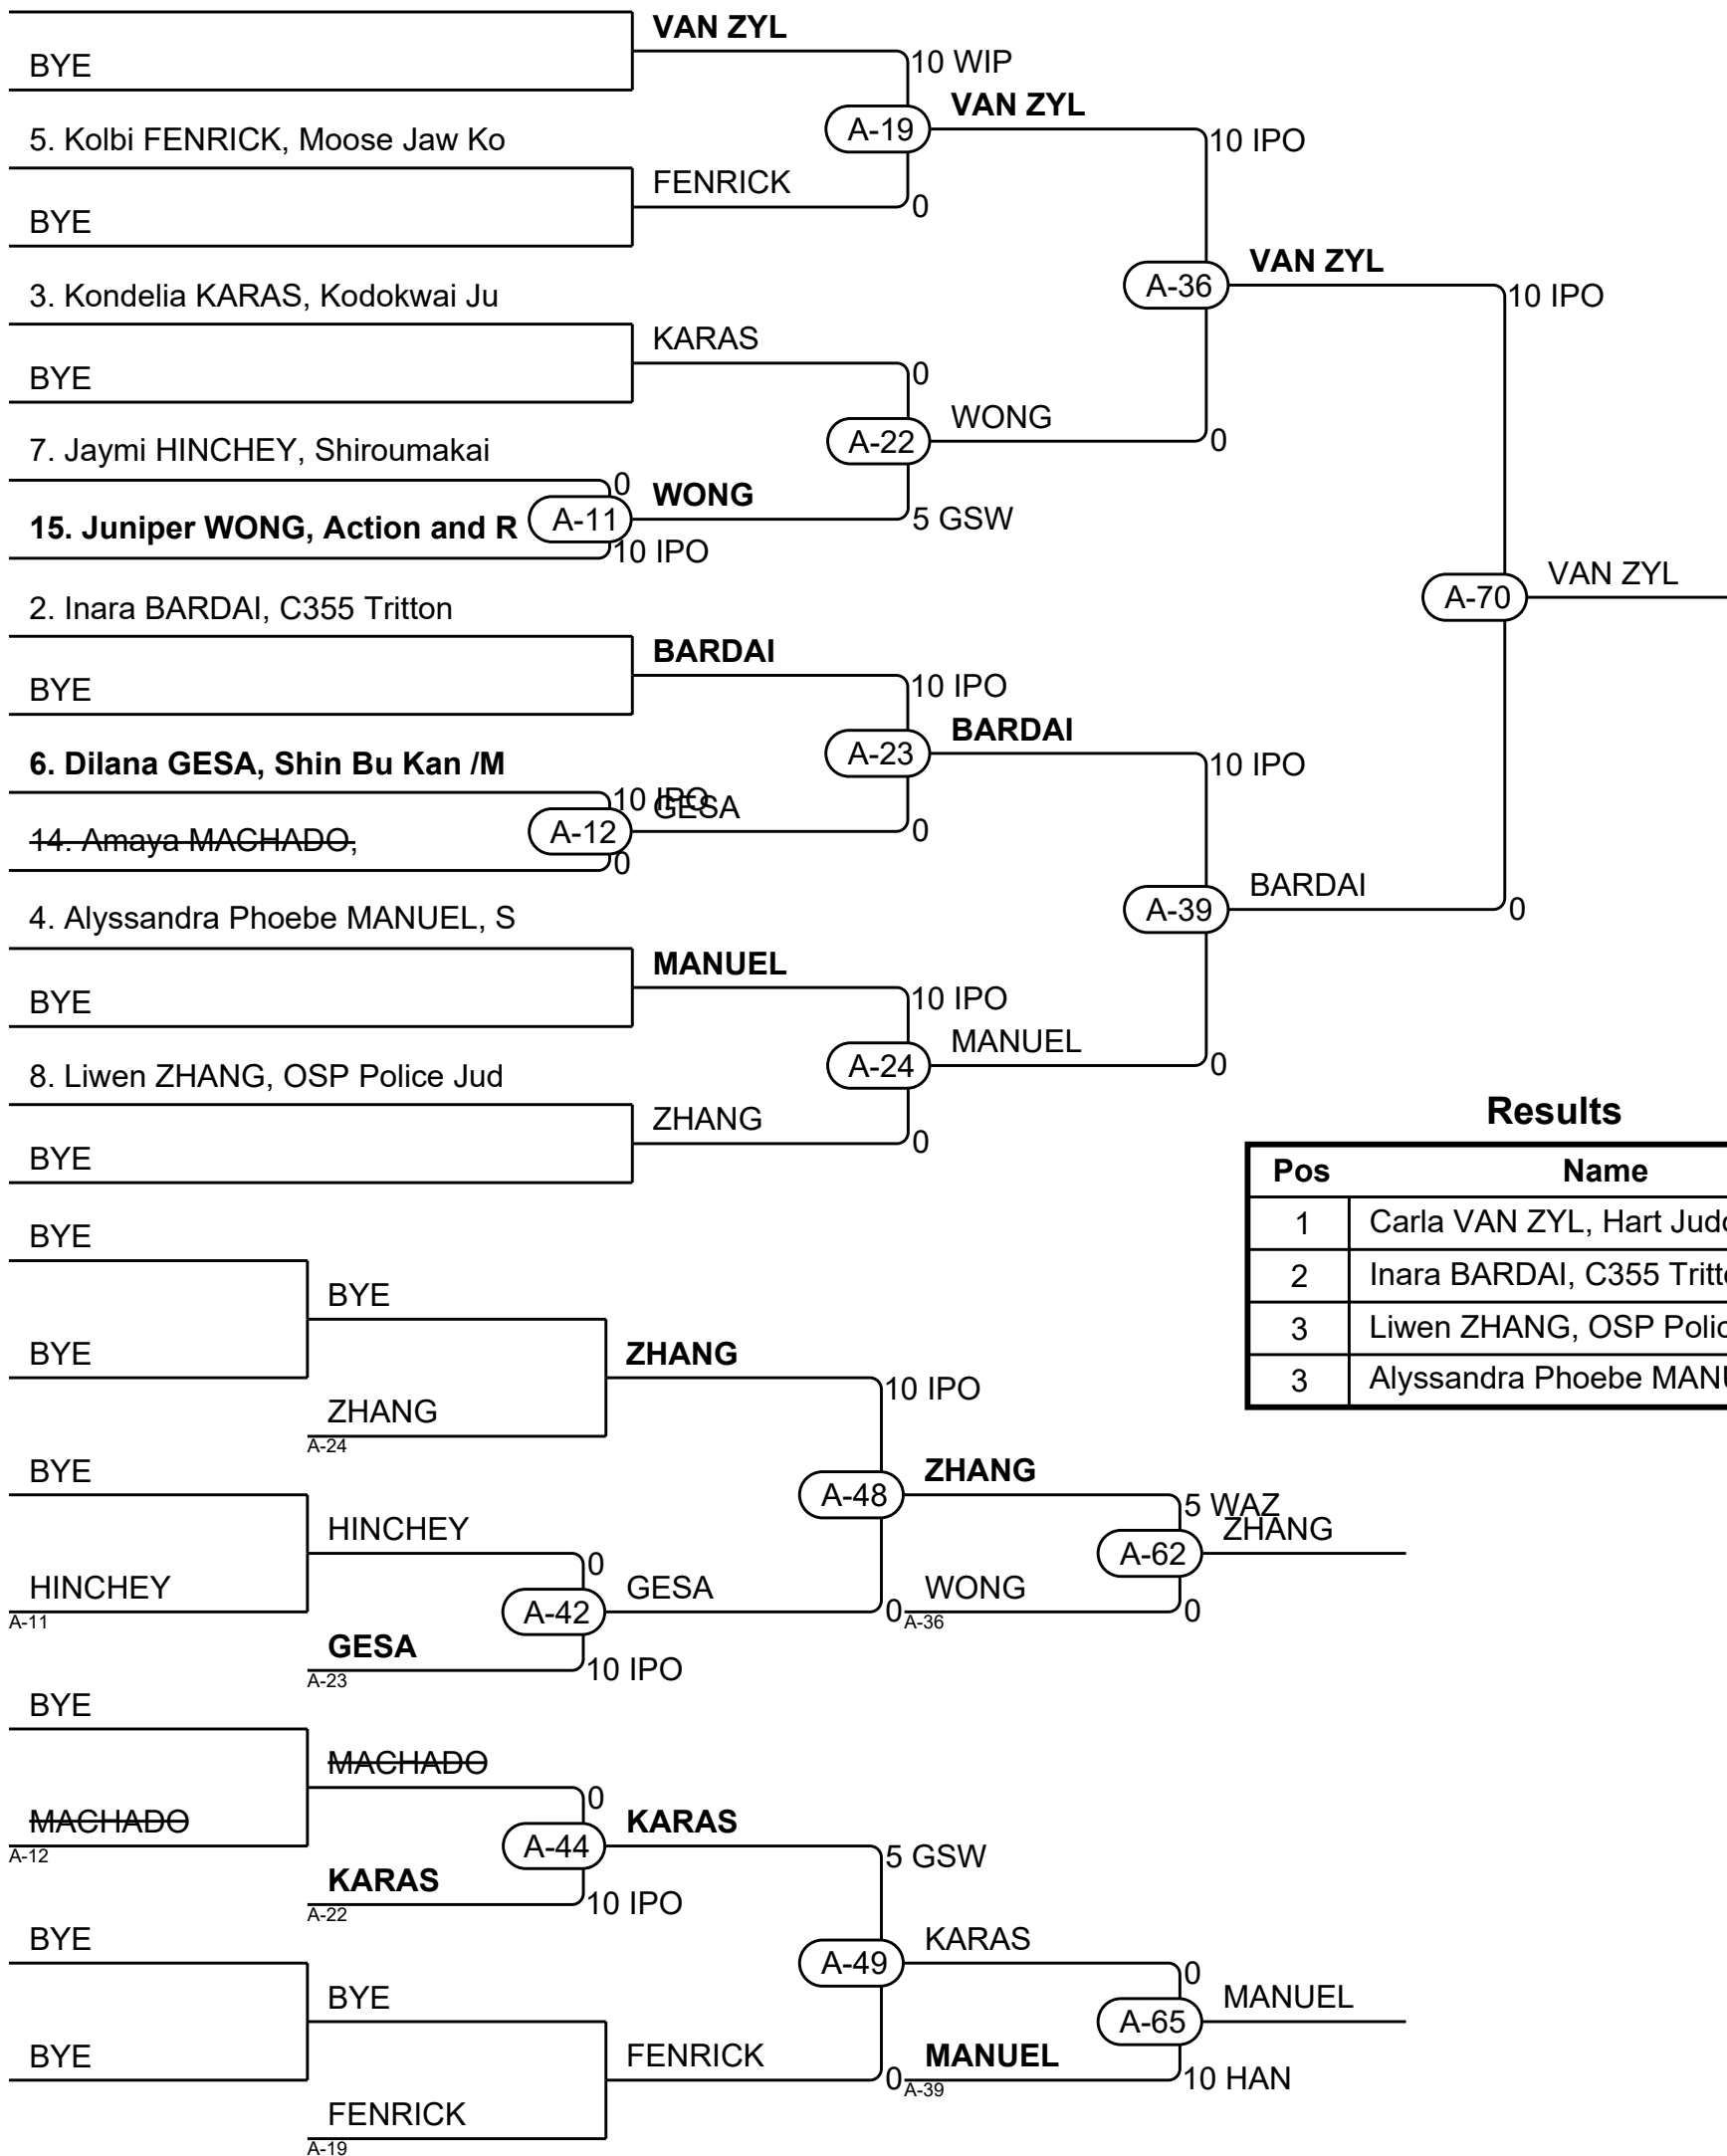 VAN ZYL
BYE
10 WIP
VAN ZYL
A-19
10 IPO
5. Kolbi FENRICK, Moose Jaw Ko
FENRICK
0
BYE
VAN ZYL
A-36
10 IPO
3. Kondelia KARAS, Kodokwai Ju
KARAS
0
BYE
WONG
A-22
0
7. Jaymi HINCHEY, Shiroumakai
0
WONG
A-11
15. Juniper WONG, Action and R
5 GSW
10 IPO
VAN ZYL
A-70
2. Inara BARDAI, C355 Tritton
BARDAI
10 IPO
BYE
BARDAI
A-23
10 IPO
6. Dilana GESA, Shin Bu Kan /M
10 IPO
GESA
A-12
0
14. Amaya MACHADO,
0
BARDAI
A-39
0
4. Alyssandra Phoebe MANUEL, S
MANUEL
10 IPO
BYE
MANUEL
A-24
0
8. Liwen ZHANG, OSP Police Jud
ZHANG
0
BYE
Results
Pos Name
1 Carla VAN ZYL, Hart Jud
2 Inara BARDAI, C355 Tritt
3 Liwen ZHANG, OSP Polic
3 Alyssandra Phoebe MAN
BYE
BYE
BYE
ZHANG
10 IPO
ZHANG
A-24
BYE
ZHANG
A-48
5 WAZ
ZHANG
HINCHEY
0
A-62
HINCHEY
A-11
GESA
A-42
0
WONG
A-36
0
GESA
A-23
10 IPO
BYE
MACHADO
0
MACHADO
A-12
KARAS
A-44
5 GSW
KARAS
A-22
10 IPO
BYE
KARAS
A-49
0
BYE
MANUEL
A-65
BYE
FENRICK
0
MANUEL
A-39
10 HAN
FENRICK
A-19